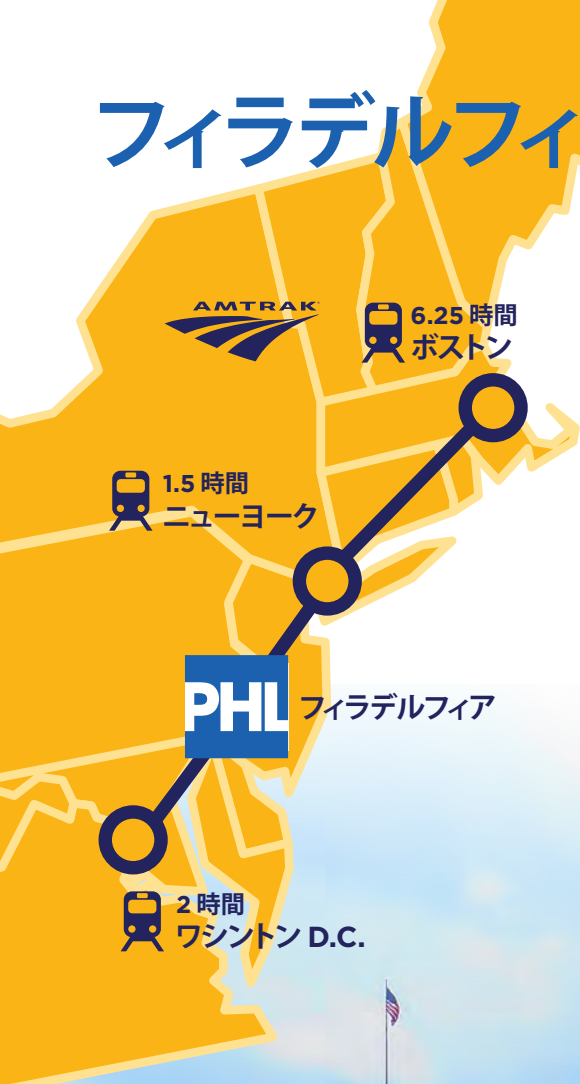 フィラデルフィ
AMTRAK
6.25 時間
ボストン
1.5 時間
ニューヨーク
PHL
フィラデルフィア
2 時間
ワシントン D.C.